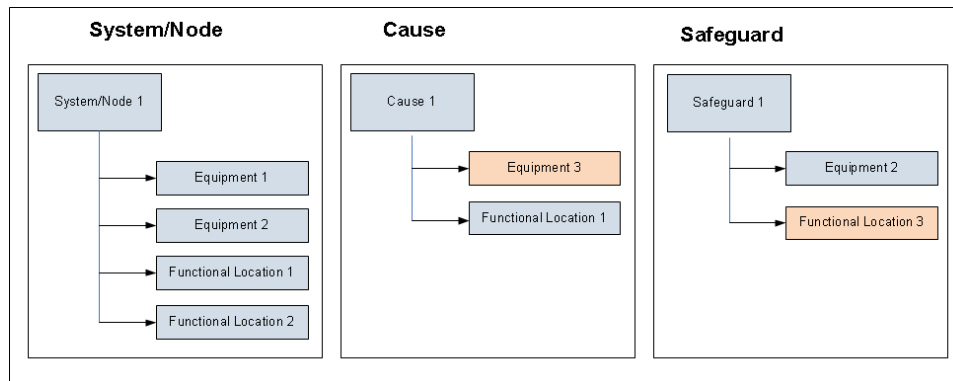 System/Node
Cause
Safeguard
System/Node 1
Equipment 1
Equipment 2
Functional Location 1
Functional Location 2
Cause 1
Equipment 3
Functional Location 1
Safeguard 1
Equipment 2
Functional Location 3